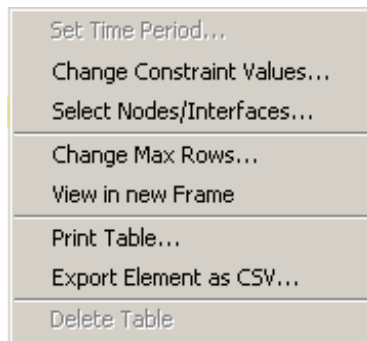 Set Time Period...
Change Constraint Values...
Select Nodes/Interfaces...
Change Max Rows...
View in new Frame
Print Table...
Export Element as CSV...
Delete Table